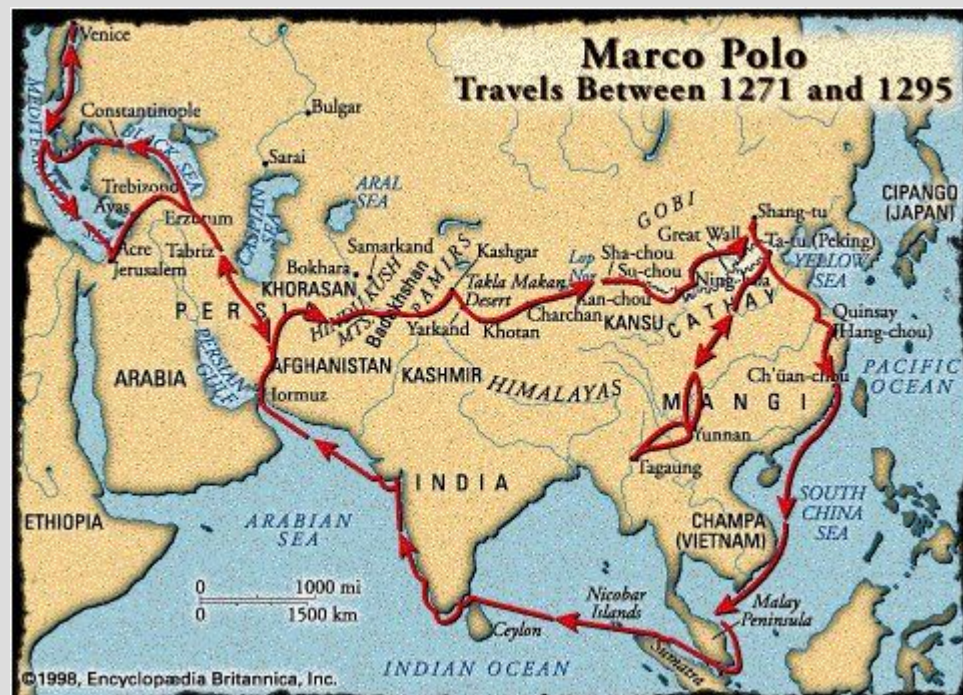 Marco Polo
Travels Between 1271 and 1295
Venice
MEDITER
Constantinople
BLACK SEA
Bulgar
Sarai
Trebizond
Ayas
Erzurum
CASPIAN
SEA
ARAL
SEA
GOBI
Shang-tu
CIPANGO
(JAPAN)
Great Wall
Ta-tu (Peking)
YELLOW
SEA
Acre
Jerusalem
Tabriz
Bokhara
Samarkand
Kashgar
Lop
Nor
Sha-chou
Su-chou
Ning-hsia
KHORASAN
HINDU KUSH
MTS.
Badakhshan
PAMIRS
Takla Makan
Desert
Kan-chou
Charchan
KANSU
CATHAY
PERSIA
Yarkand
Khotan
Quinsay
(Hang-chou)
PERSIAN
GULF
AFGHANISTAN
KASHMIR
HIMALAYAS
Ch'üan-chou
PACIFIC
OCEAN
ARABIA
Hormuz
MANGI
Yunnan
Tagaung
INDIA
ETHIOPIA
ARABIAN
SEA
CHAMPA
(VIETNAM)
SOUTH
CHINA
SEA
0 1000 mi
0 1500 km
Nicobar
Islands
Malay
Peninsula
Ceylon
Sumatra
INDIAN OCEAN
©1998, Encyclopædia Britannica, Inc.